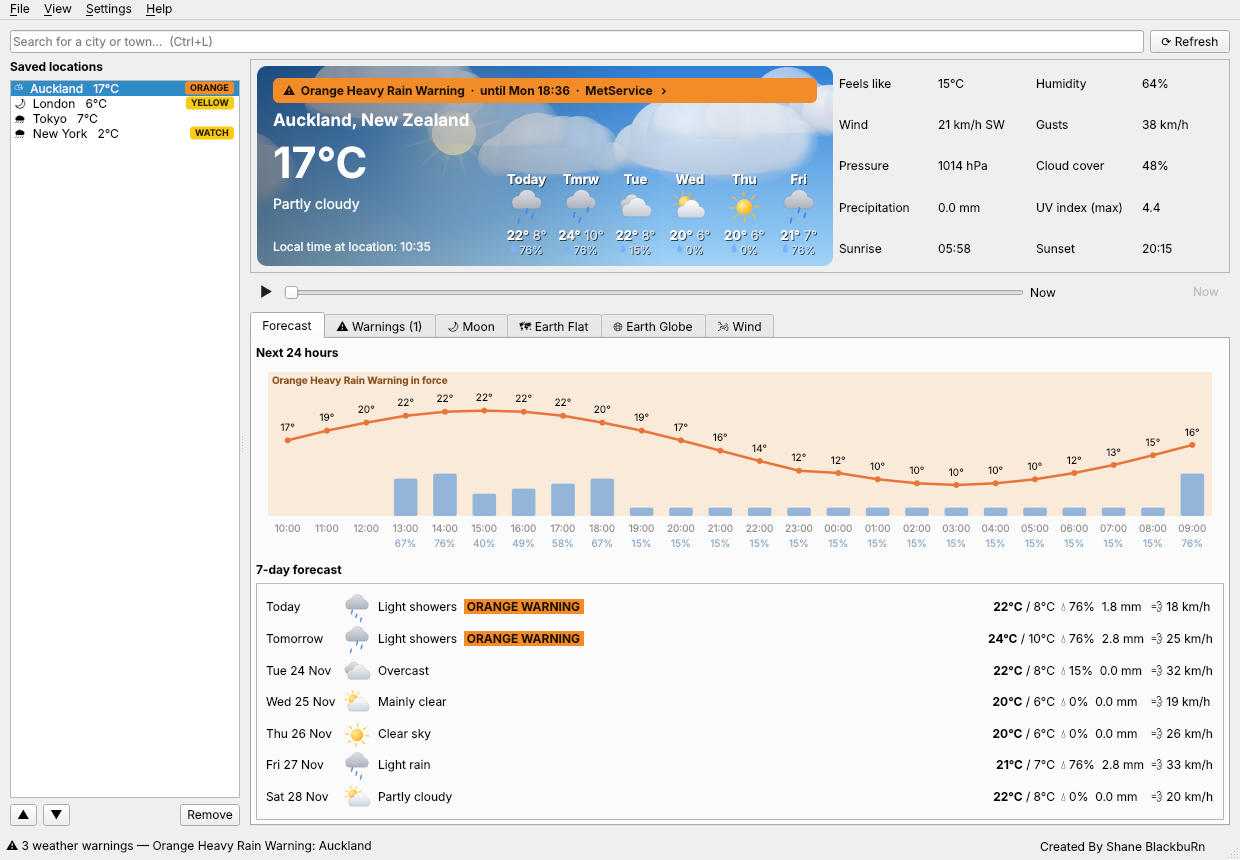 File View Settings Help
Search for a city or town... (Ctrl+L)
⟳ Refresh
Saved locations
Auckland 17°C ORANGE
London 6°C YELLOW
Tokyo 7°C
New York 2°C WATCH
▲ ▼ Remove
⚠ Orange Heavy Rain Warning · until Mon 18:36 · MetService ›
Auckland, New Zealand
17°C
Partly cloudy
Local time at location: 10:35
Today Tmrw Tue Wed Thu Fri
22° 8° 24° 10° 22° 8° 20° 6° 20° 6° 21° 7°
76% 76% 15% 0% 0% 76%
Feels like 15°C Humidity 64%
Wind 21 km/h SW Gusts 38 km/h
Pressure 1014 hPa Cloud cover 48%
Precipitation 0.0 mm UV index (max) 4.4
Sunrise 05:58 Sunset 20:15
▶ Now Now
Forecast ⚠ Warnings (1) Moon Earth Flat Earth Globe Wind
Next 24 hours
Orange Heavy Rain Warning in force
17° 19° 20° 22° 22° 22° 22° 22° 20° 19° 17° 16° 14° 12° 12° 10° 10° 10° 10° 10° 12° 13° 15° 16°
10:00 11:00 12:00 13:00 14:00 15:00 16:00 17:00 18:00 19:00 20:00 21:00 22:00 23:00 00:00 01:00 02:00 03:00 04:00 05:00 06:00 07:00 08:00 09:00
67% 76% 40% 49% 58% 67% 15% 15% 15% 15% 15% 15% 15% 15% 15% 15% 15% 15% 15% 15% 76%
7-day forecast
Today Light showers ORANGE WARNING 22°C / 8°C 76% 1.8 mm 18 km/h
Tomorrow Light showers ORANGE WARNING 24°C / 10°C 76% 2.8 mm 25 km/h
Tue 24 Nov Overcast 22°C / 8°C 15% 0.0 mm 32 km/h
Wed 25 Nov Mainly clear 20°C / 6°C 0% 0.0 mm 19 km/h
Thu 26 Nov Clear sky 20°C / 6°C 0% 0.0 mm 26 km/h
Fri 27 Nov Light rain 21°C / 7°C 76% 2.8 mm 33 km/h
Sat 28 Nov Partly cloudy 22°C / 8°C 0% 0.0 mm 20 km/h
⚠ 3 weather warnings — Orange Heavy Rain Warning: Auckland
Created By Shane BlackbuRn